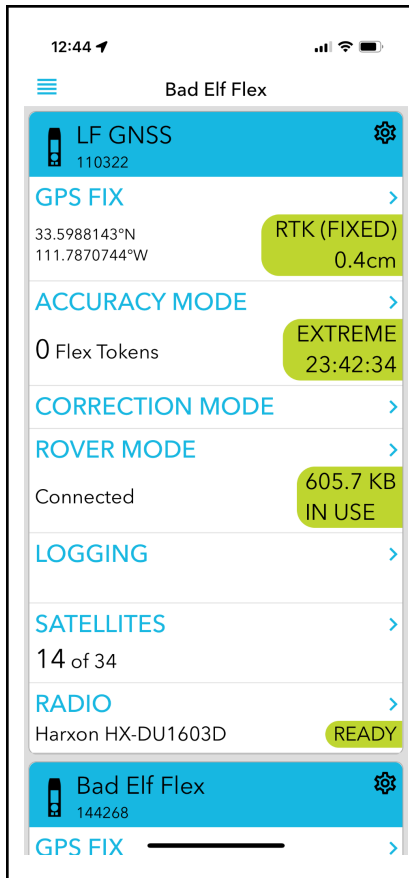 12:44
Bad Elf Flex
LF GNSS
110322
GPS FIX
33.5988143°N
111.7870744°W
RTK (FIXED)
0.4cm
ACCURACY MODE
0 Flex Tokens
EXTREME
23:42:34
CORRECTION MODE
ROVER MODE
Connected
605.7 KB
IN USE
LOGGING
SATELLITES
14 of 34
RADIO
Harxon HX-DU1603D
READY
Bad Elf Flex
144268
GPS FIX